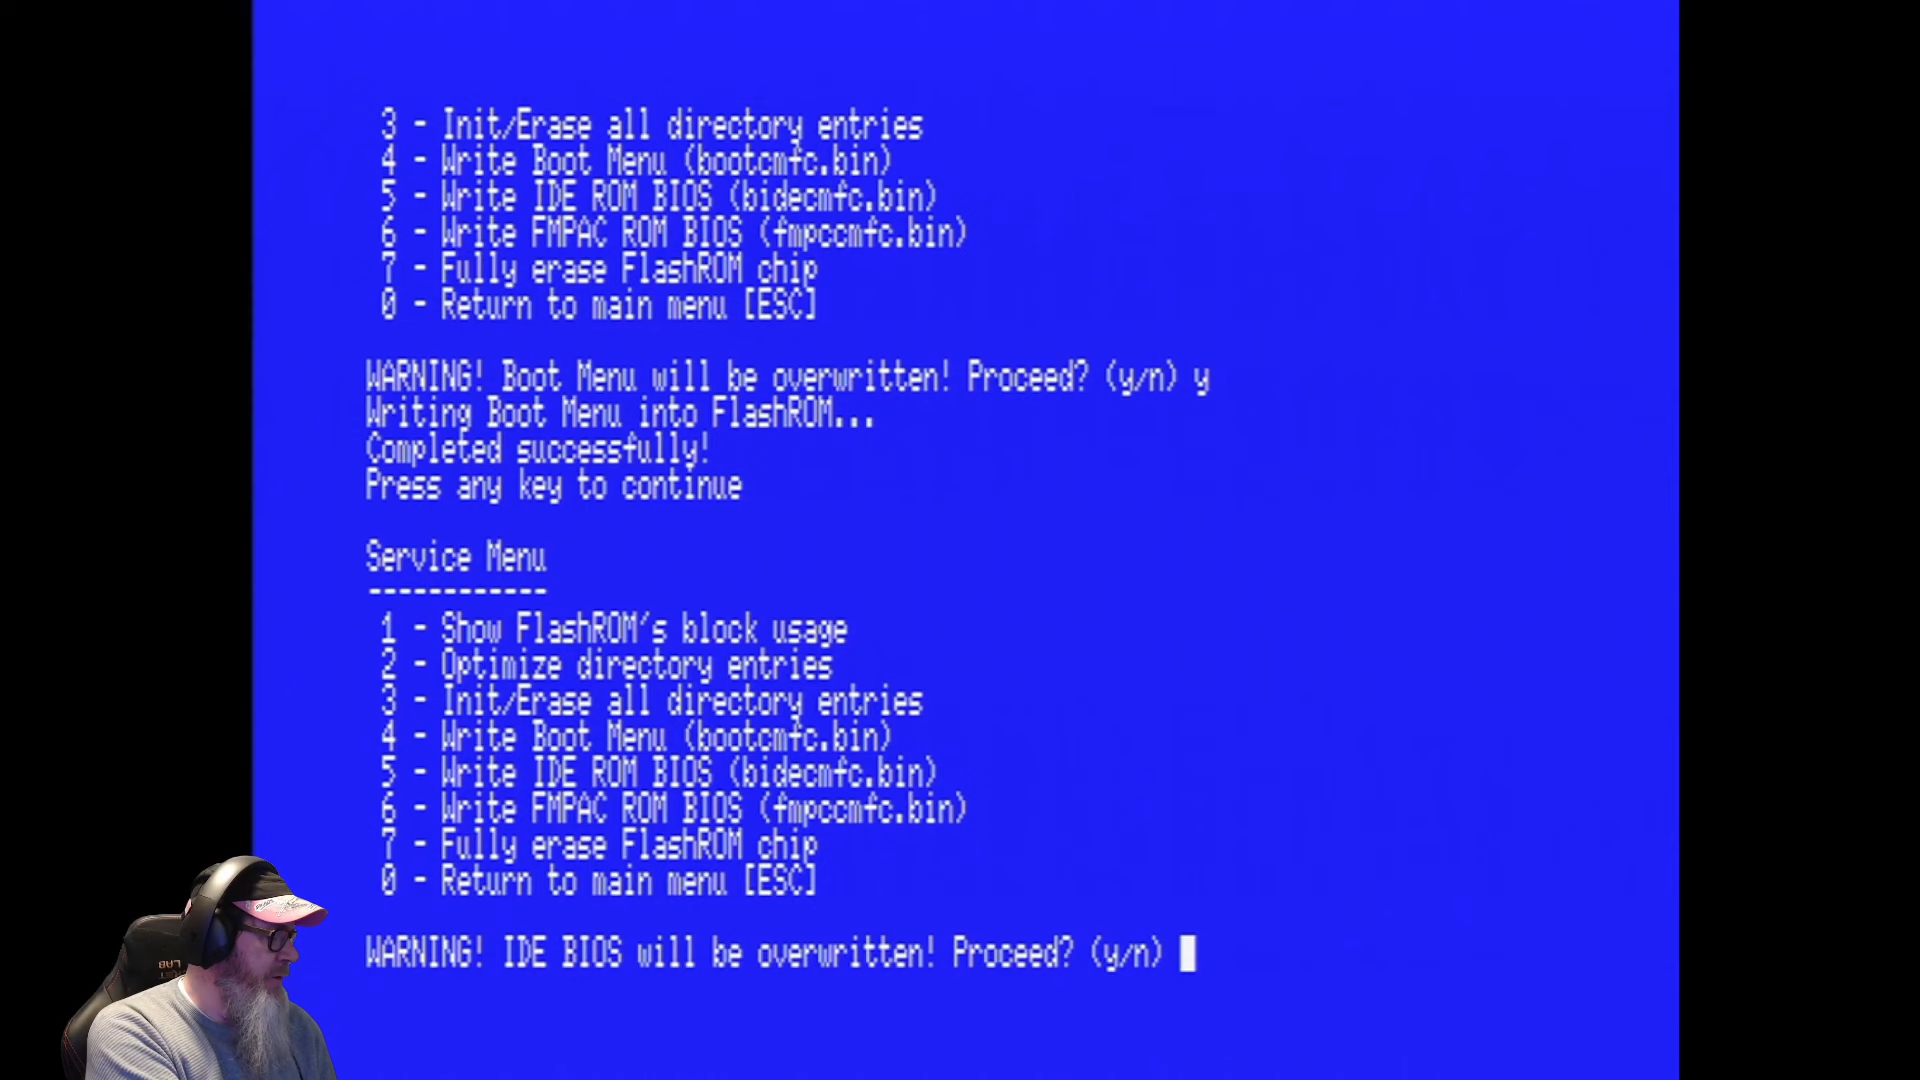 3 - Init/Erase all directory entries
4 - Write Boot Menu (bootcmfc.bin)
5 - Write IDE ROM BIOS (bidecmfc.bin)
6 - Write FMPAC ROM BIOS (fmpccmfc.bin)
7 - Fully erase FlashROM chip
0 - Return to main menu [ESC]
WARNING! Boot Menu will be overwritten! Proceed? (y/n) y
Writing Boot Menu into FlashROM...
Completed successfully!
Press any key to continue
Service Menu
------------
1 - Show FlashROM's block usage
2 - Optimize directory entries
3 - Init/Erase all directory entries
4 - Write Boot Menu (bootcmfc.bin)
5 - Write IDE ROM BIOS (bidecmfc.bin)
6 - Write FMPAC ROM BIOS (fmpccmfc.bin)
7 - Fully erase FlashROM chip
0 - Return to main menu [ESC]
WARNING! IDE BIOS will be overwritten! Proceed? (y/n)
LAB